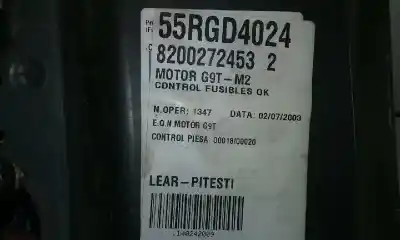 55RGD4024
8200272453 2
MOTOR G9T-M2
CONTROL FUSIBLES OK
N.OPER: 1347 DATA: 02/07/2003
E.O.N MOTOR G9T
CONTROL PIESA 00019/00020
LEAR-PITESTI